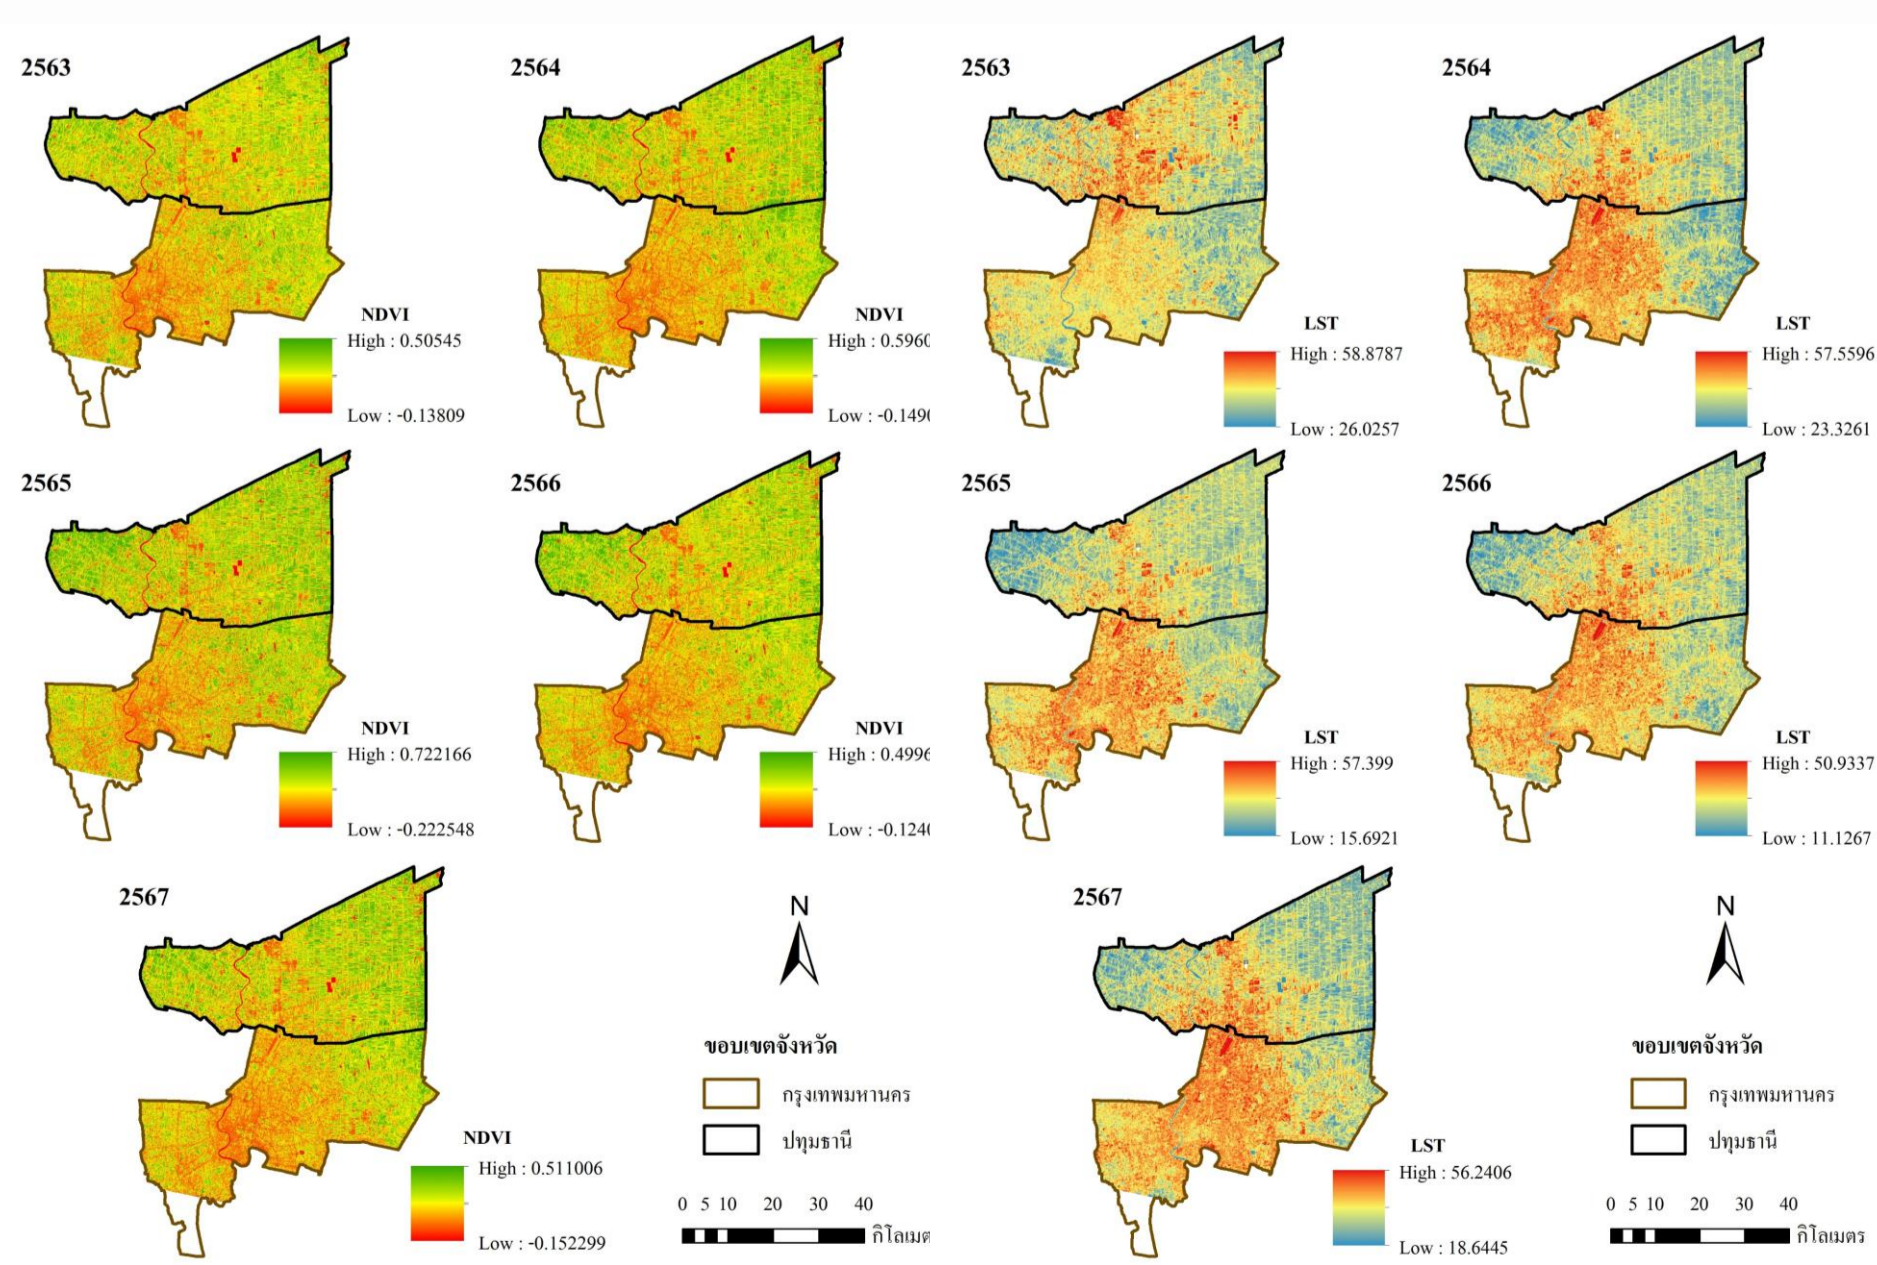 2563
NDVI
High : 0.50545
Low : -0.13809
2564
NDVI
High : 0.5960
Low : -0.149
2563
LST
High : 58.8787
Low : 26.0257
2564
LST
High : 57.5596
Low : 23.3261
2565
NDVI
High : 0.722166
Low : -0.222548
2566
NDVI
High : 0.4996
Low : -0.124
2565
LST
High : 57.399
Low : 15.6921
2566
LST
High : 50.9337
Low : 11.1267
2567
NDVI
High : 0.511006
Low : -0.152299
N
ขอบเขตจังหวัด
กรุงเทพมหานคร
ปทุมธานี
0 5 10 20 30 40
กิโลเมต
2567
LST
High : 56.2406
Low : 18.6445
N
ขอบเขตจังหวัด
กรุงเทพมหานคร
ปทุมธานี
0 5 10 20 30 40
กิโลเมตร